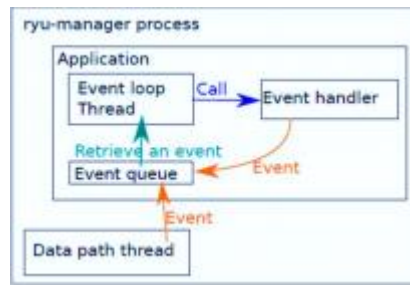 ryu-manager process
Application
Event loop
Thread
Call
Event handler
Retrieve an event
Event
Event queue
Event
Data path thread